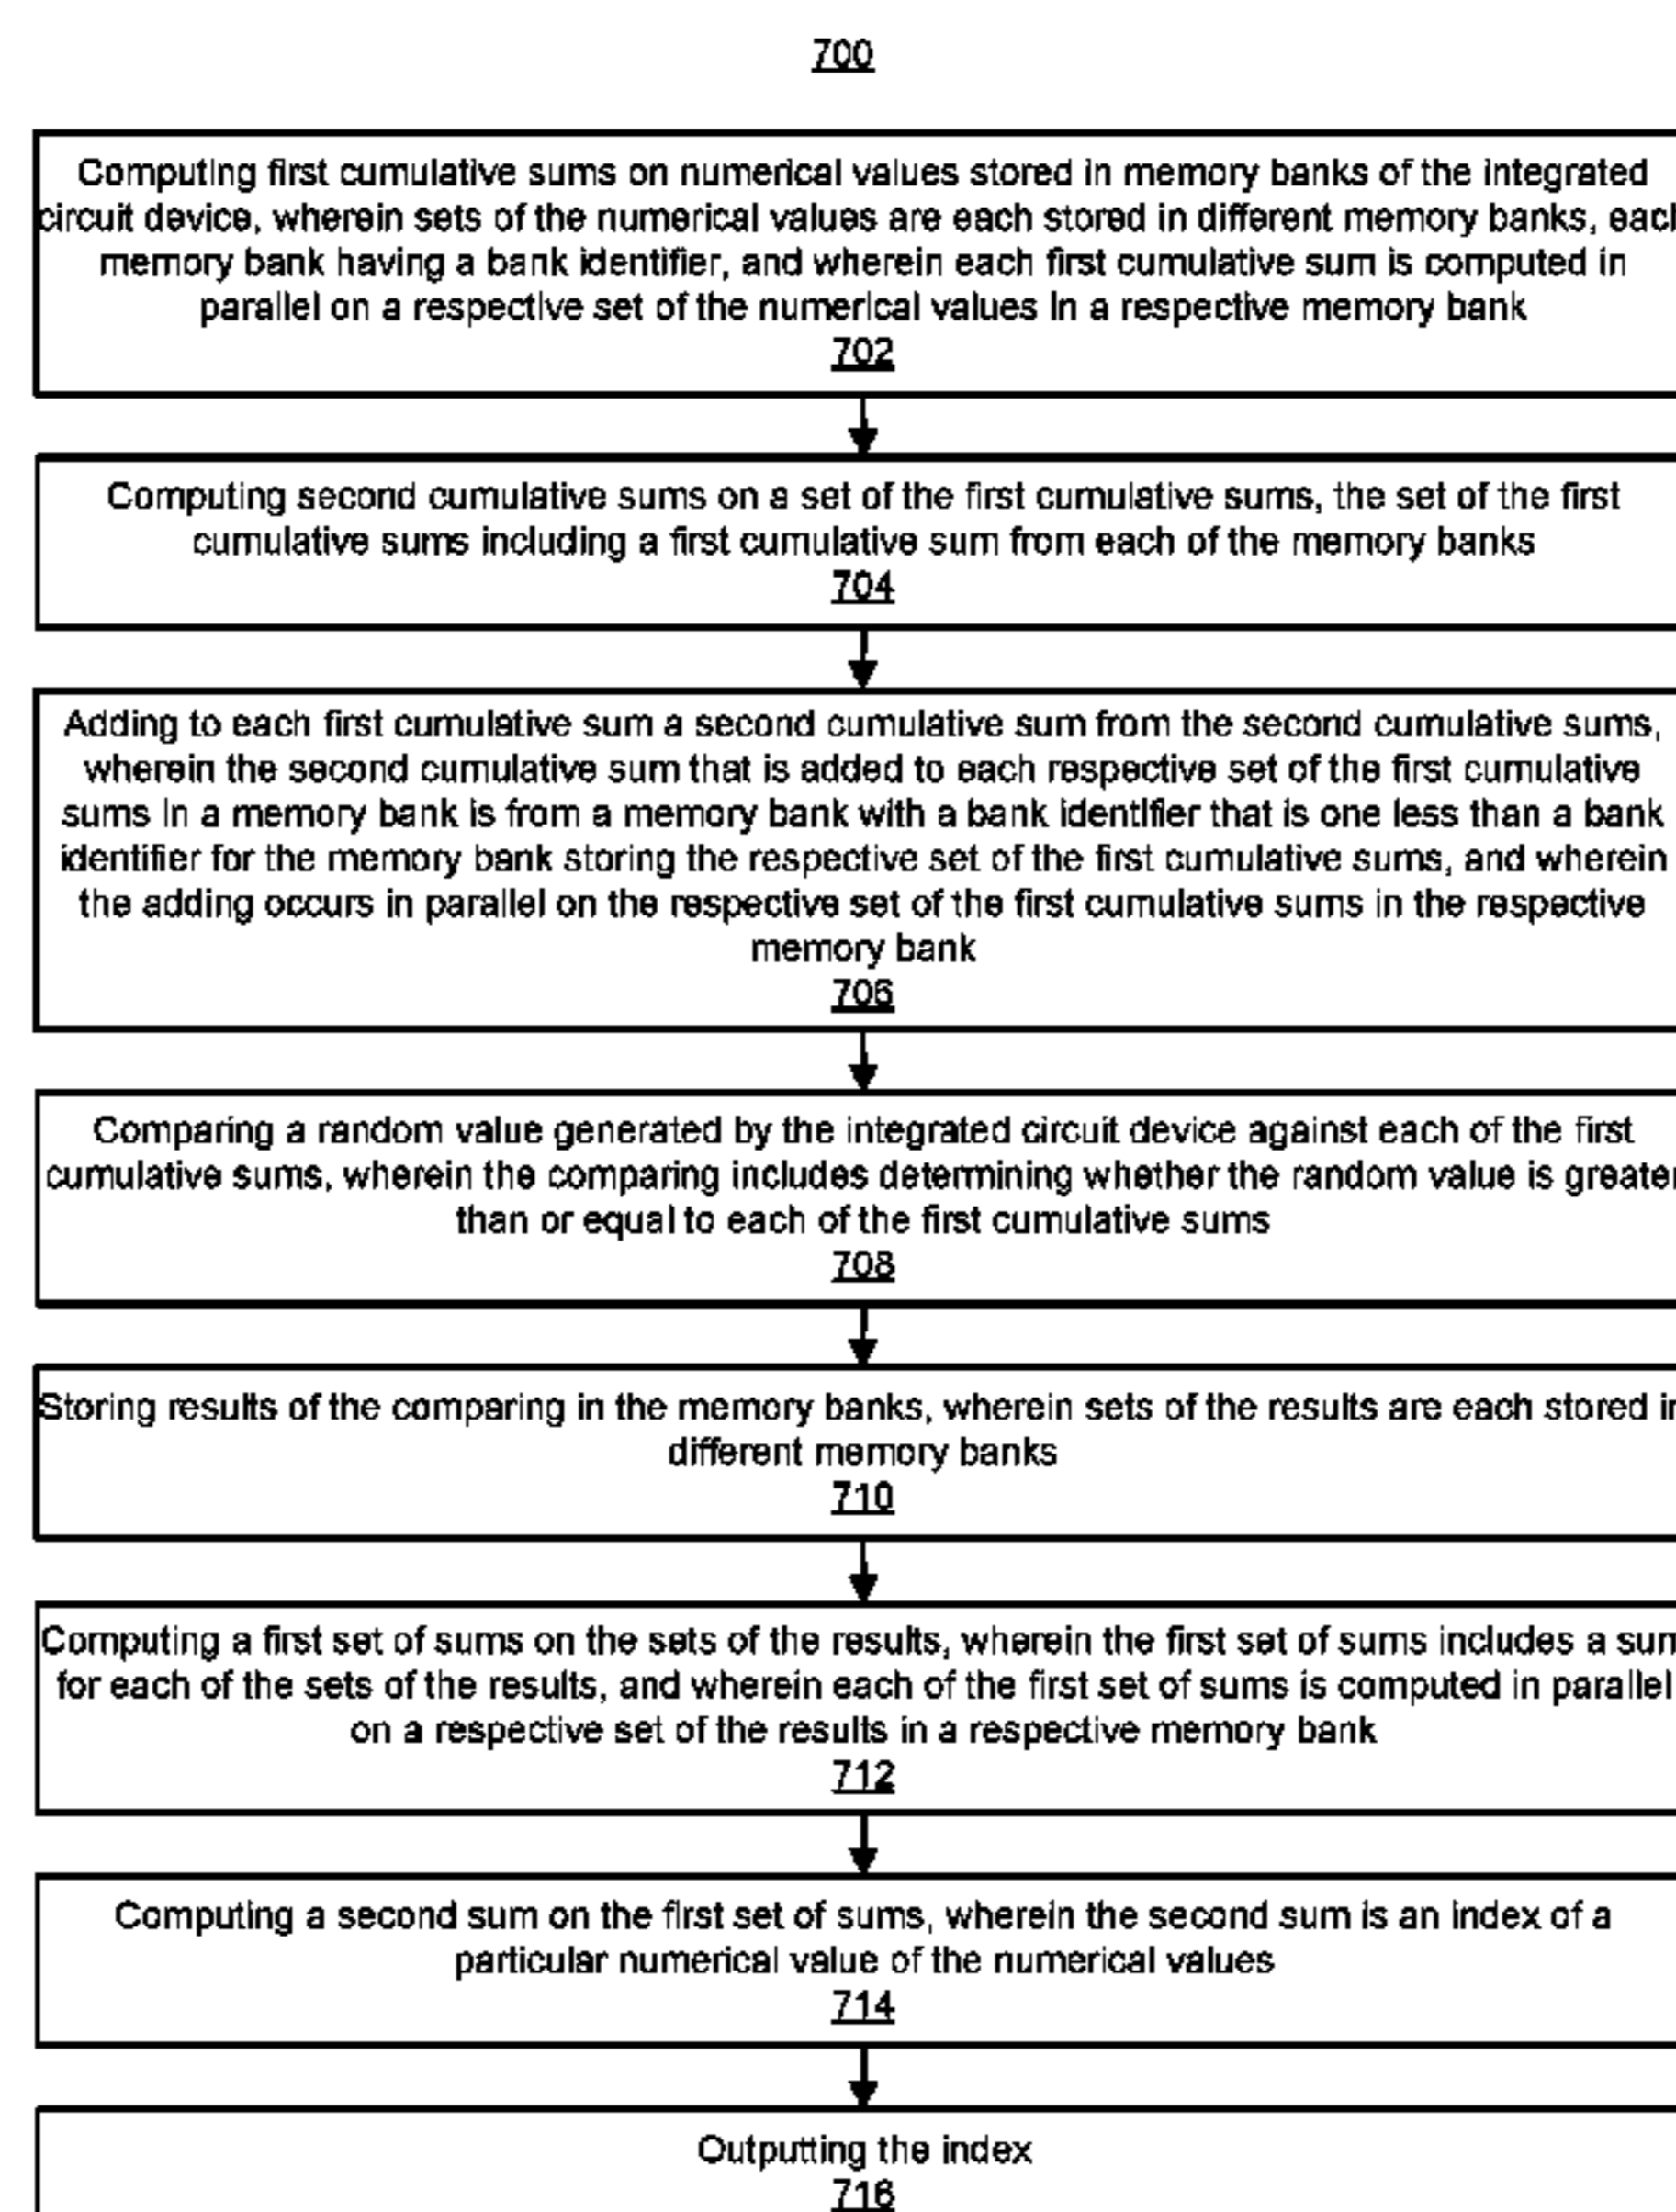 700
Computing first cumulative sums on numerical values stored in memory banks of the integrated
circuit device, wherein sets of the numerical values are each stored in different memory banks, each
memory bank having a bank identifier, and wherein each first cumulative sum is computed in
parallel on a respective set of the numerical values in a respective memory bank
702
Computing second cumulative sums on a set of the first cumulative sums, the set of the first
cumulative sums including a first cumulative sum from each of the memory banks
704
Adding to each first cumulative sum a second cumulative sum from the second cumulative sums,
wherein the second cumulative sum that is added to each respective set of the first cumulative
sums in a memory bank is from a memory bank with a bank identifier that is one less than a bank
identifier for the memory bank storing the respective set of the first cumulative sums, and wherein
the adding occurs in parallel on the respective set of the first cumulative sums in the respective
memory bank
706
Comparing a random value generated by the integrated circuit device against each of the first
cumulative sums, wherein the comparing includes determining whether the random value is greater
than or equal to each of the first cumulative sums
708
Storing results of the comparing in the memory banks, wherein sets of the results are each stored in
different memory banks
710
Computing a first set of sums on the sets of the results, wherein the first set of sums includes a sum
for each of the sets of the results, and wherein each of the first set of sums is computed in parallel
on a respective set of the results in a respective memory bank
712
Computing a second sum on the first set of sums, wherein the second sum is an index of a
particular numerical value of the numerical values
714
Outputting the index
716